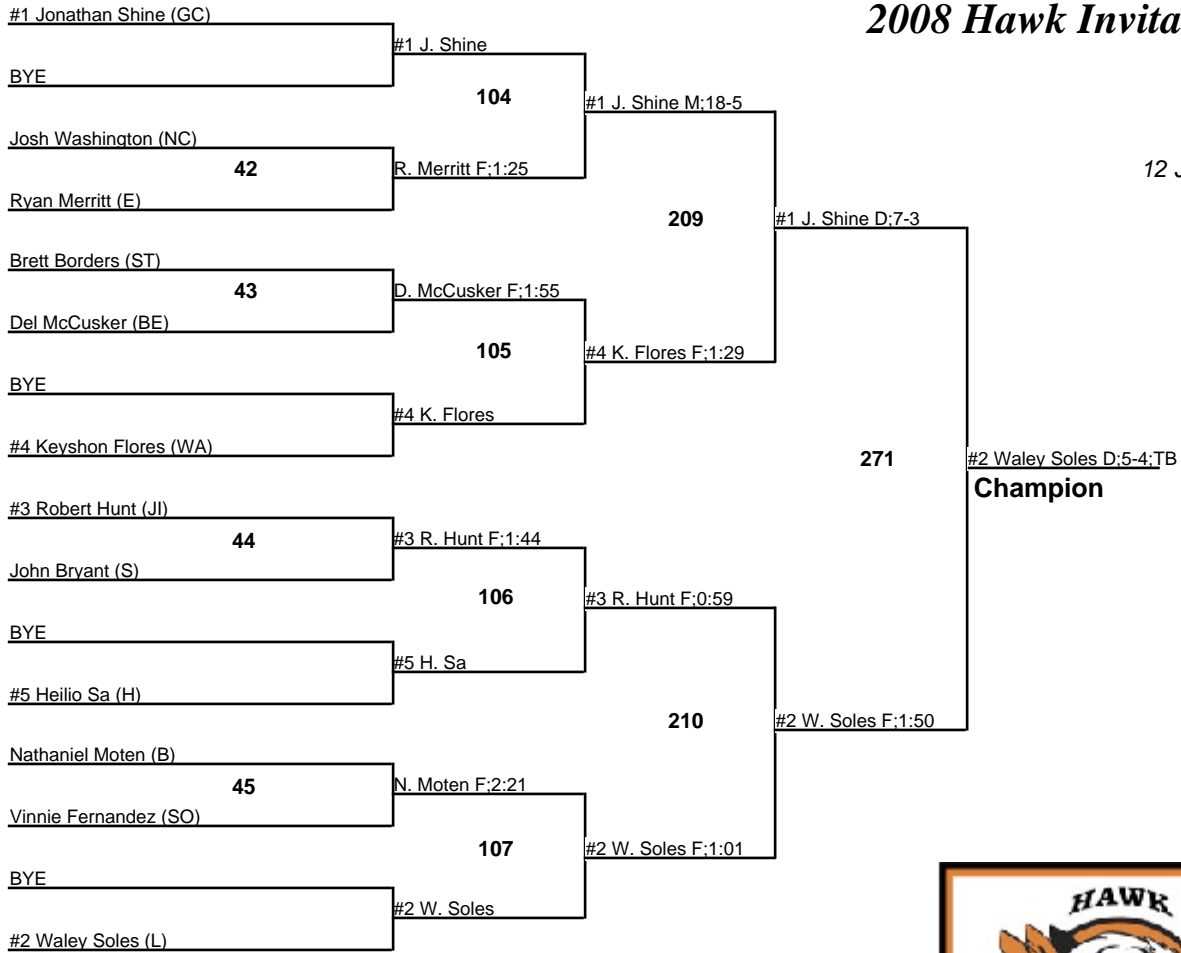 #1 Jonathan Shine (GC)
2008 Hawk Invita
#1 J. Shine
BYE
104
#1 J. Shine M;18-5
Josh Washington (NC)
42
R. Merritt F;1:25
12 J
Ryan Merritt (E)
209
#1 J. Shine D;7-3
Brett Borders (ST)
43
D. McCusker F;1:55
Del McCusker (BE)
105
#4 K. Flores F;1:29
BYE
#4 K. Flores
#4 Keyshon Flores (WA)
271
#2 Waley Soles D;5-4;TB
Champion
#3 Robert Hunt (JI)
44
#3 R. Hunt F;1:44
John Bryant (S)
106
#3 R. Hunt F;0:59
BYE
#5 H. Sa
#5 Heilio Sa (H)
210
#2 W. Soles F;1:50
Nathaniel Moten (B)
45
N. Moten F;2:21
Vinnie Fernandez (SO)
107
#2 W. Soles F;1:01
BYE
#2 W. Soles
HAWK
#2 Waley Soles (L)